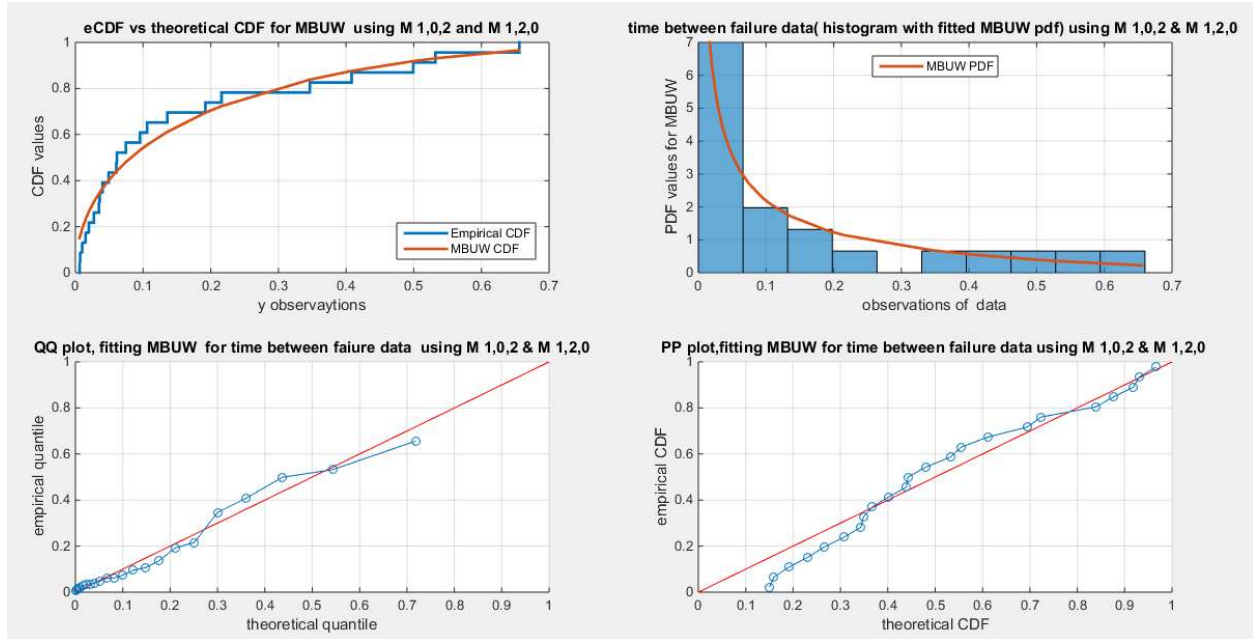 eCDF vs theoretical CDF for MBUW using M 1,0,2 and M 1,2,0
1
0.8
0.6
0.4
0.2
0
CDF values
Empirical CDF
MBUW CDF
0 0.1 0.2 0.3 0.4 0.5 0.6 0.7
y observaytions
time between failure data( histogram with fitted MBUW pdf) using M 1,0,2 & M 1,2,0
7
6
5
4
3
2
1
0
PDF values for MBUW
MBUW PDF
0 0.1 0.2 0.3 0.4 0.5 0.6 0.7
observations of data
QQ plot, fitting MBUW for time between faiure data using M 1,0,2 & M 1,2,0
1
0.8
0.6
0.4
0.2
0
empirical quantile
0 0.1 0.2 0.3 0.4 0.5 0.6 0.7 0.8 0.9 1
theoretical quantile
PP plot,fitting MBUW for time between failure data using M 1,0,2 & M 1,2,0
1
0.8
0.6
0.4
0.2
0
empirical CDF
0 0.1 0.2 0.3 0.4 0.5 0.6 0.7 0.8 0.9 1
theoretical CDF